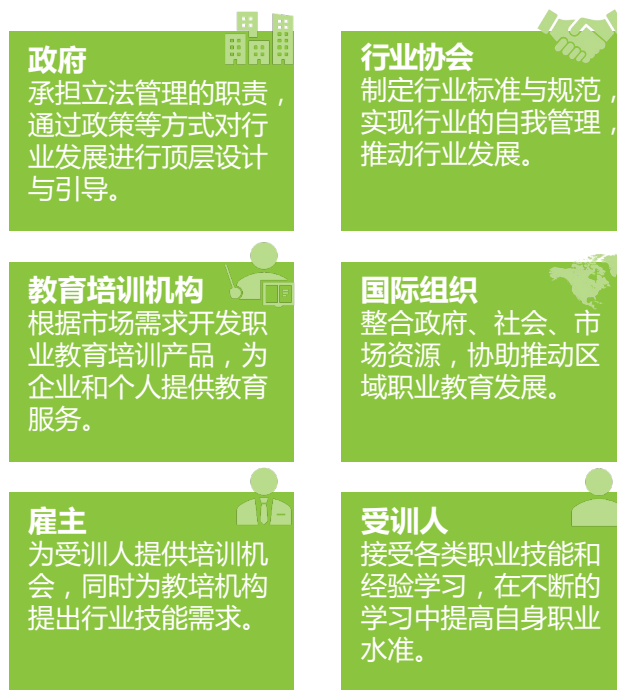 政府
承担立法管理的职责，
通过政策等方式对行
业发展进行顶层设计
与引导。
行业协会
制定行业标准与规范，
实现行业的自我管理，
推动行业发展。
教育培训机构
根据市场需求开发职
业教育培训产品，为
企业和个人提供教育
服务。
国际组织
整合政府、社会、市
场资源，协助推动区
域职业教育发展。
雇主
为受训人提供培训机
会，同时为教培机构
提出行业技能需求。
受训人
接受各类职业技能和
经验学习，在不断的
学习中提高自身职业
水准。